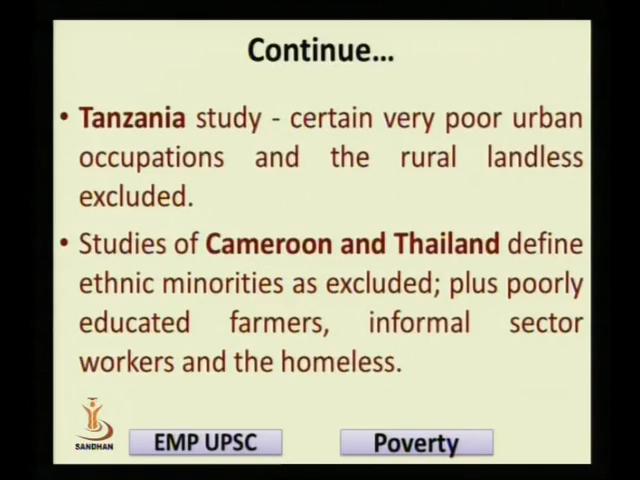 Continue...
• Tanzania study - certain very poor urban
occupations and the rural landless
excluded.
• Studies of Cameroon and Thailand define
ethnic minorities as excluded; plus poorly
educated farmers, informal sector
workers and the homeless.
SANDHAN
EMP UPSC
Poverty